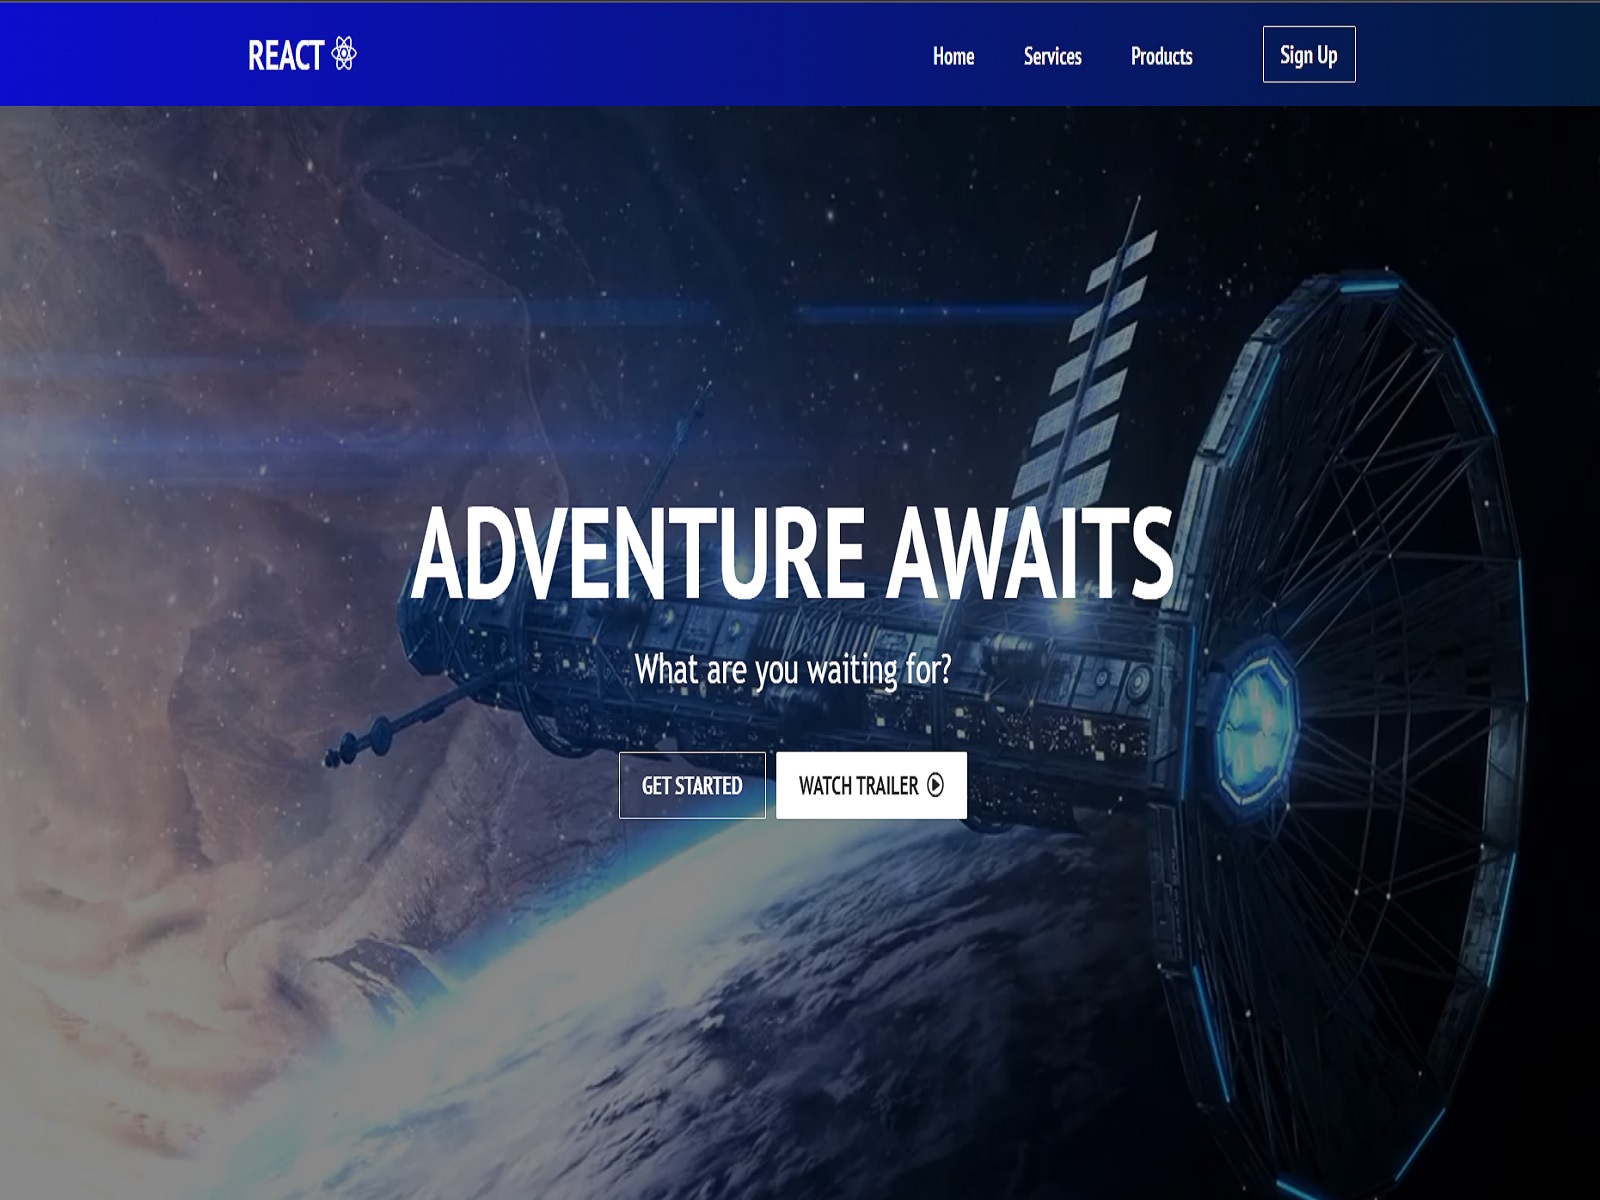 REACT
Home
Services
Products
Sign Up
ADVENTURE AWAITS
What are you waiting for?
GET STARTED
WATCH TRAILER